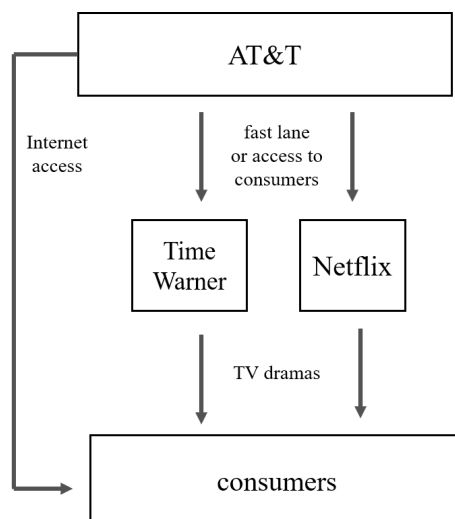 AT&T
Internet
access
fast lane
or access to
consumers
Time
Warner
Netflix
TV dramas
consumers